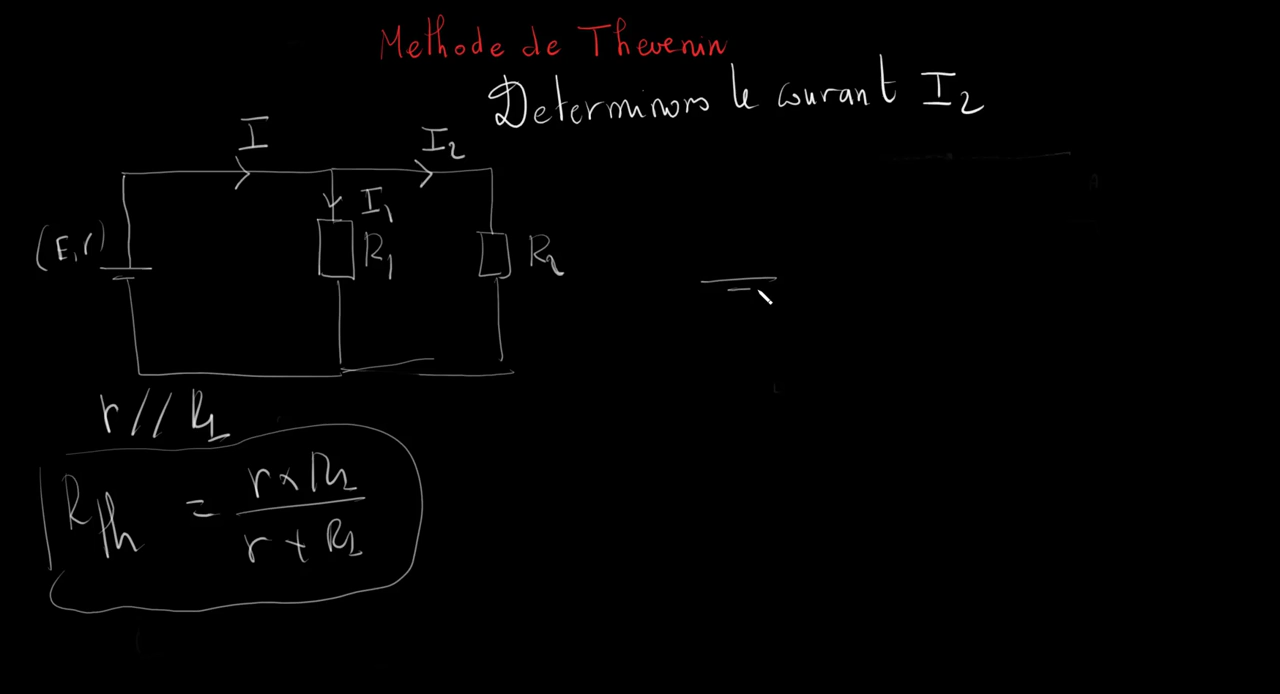 Methode de Thevenin
Determinons le courant I2
I
I2
I1
(E,r)
R1
R2
r // R1
Rth = r x R1 / r + R1